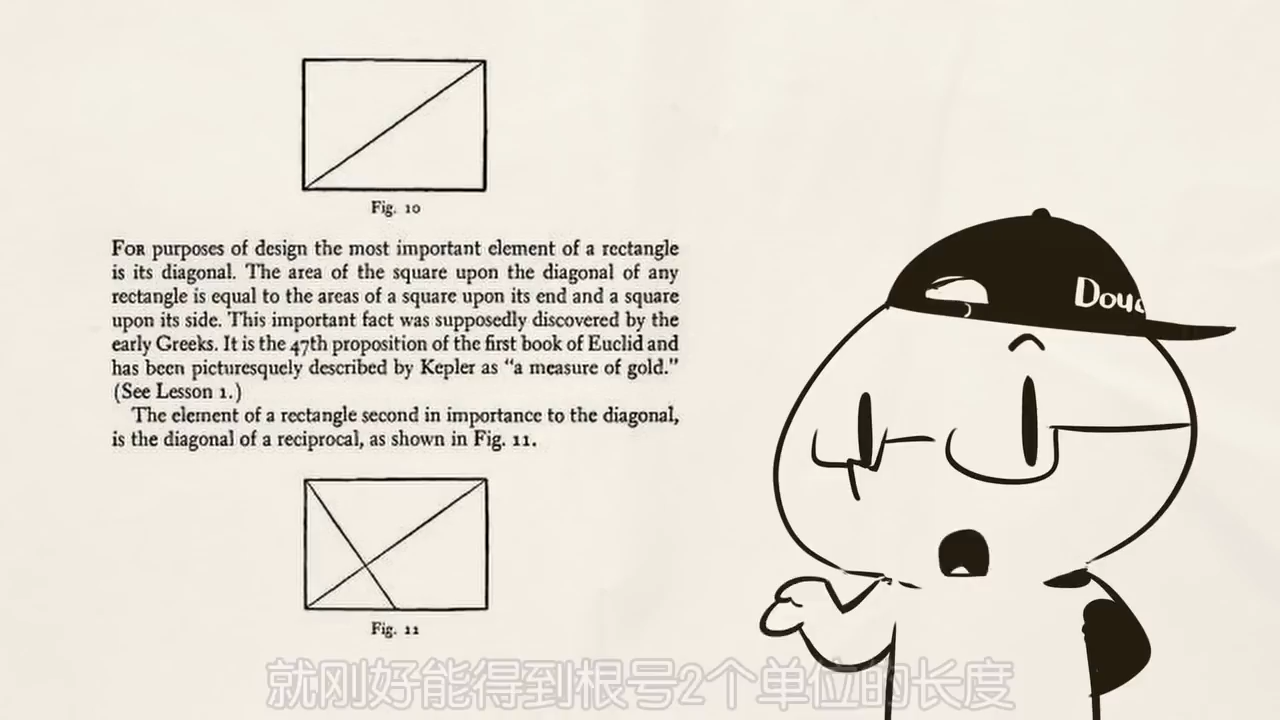 Fig. 10
FOR purposes of design the most important element of a rectangle
is its diagonal. The area of the square upon the diagonal of any
rectangle is equal to the areas of a square upon its end and a square
upon its side. This important fact was supposedly discovered by the
early Greeks. It is the 47th proposition of the first book of Euclid and
has been picturesquely described by Kepler as “a measure of gold.”
(See Lesson 1.)
The element of a rectangle second in importance to the diagonal,
is the diagonal of a reciprocal, as shown in Fig. 11.
Fig. 11
就刚好能得到根号2个单位的长度